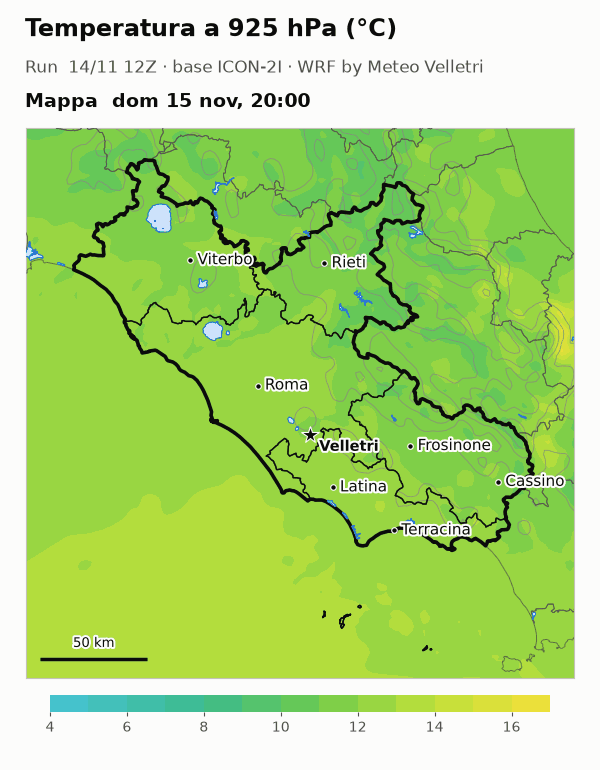 Temperatura a 925 hPa (°C)
Run  14/11 12Z · base ICON-2I · WRF by Meteo Velletri
Mappa  dom 15 nov, 20:00
Viterbo
Rieti
Roma
Velletri
Frosinone
Cassino
Latina
Terracina
50 km
4 6 8 10 12 14 16